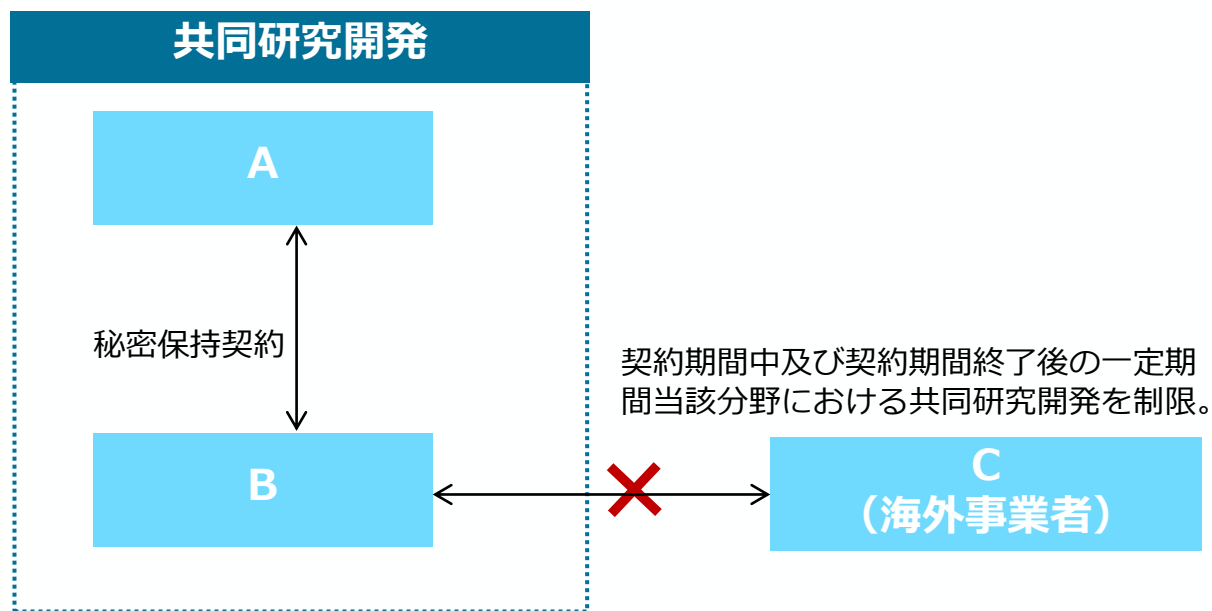 共同研究開発
A
秘密保持契約
契約期間中及び契約期間終了後の一定期
間当該分野における共同研究開発を制限。
B
C
(海外事業者)